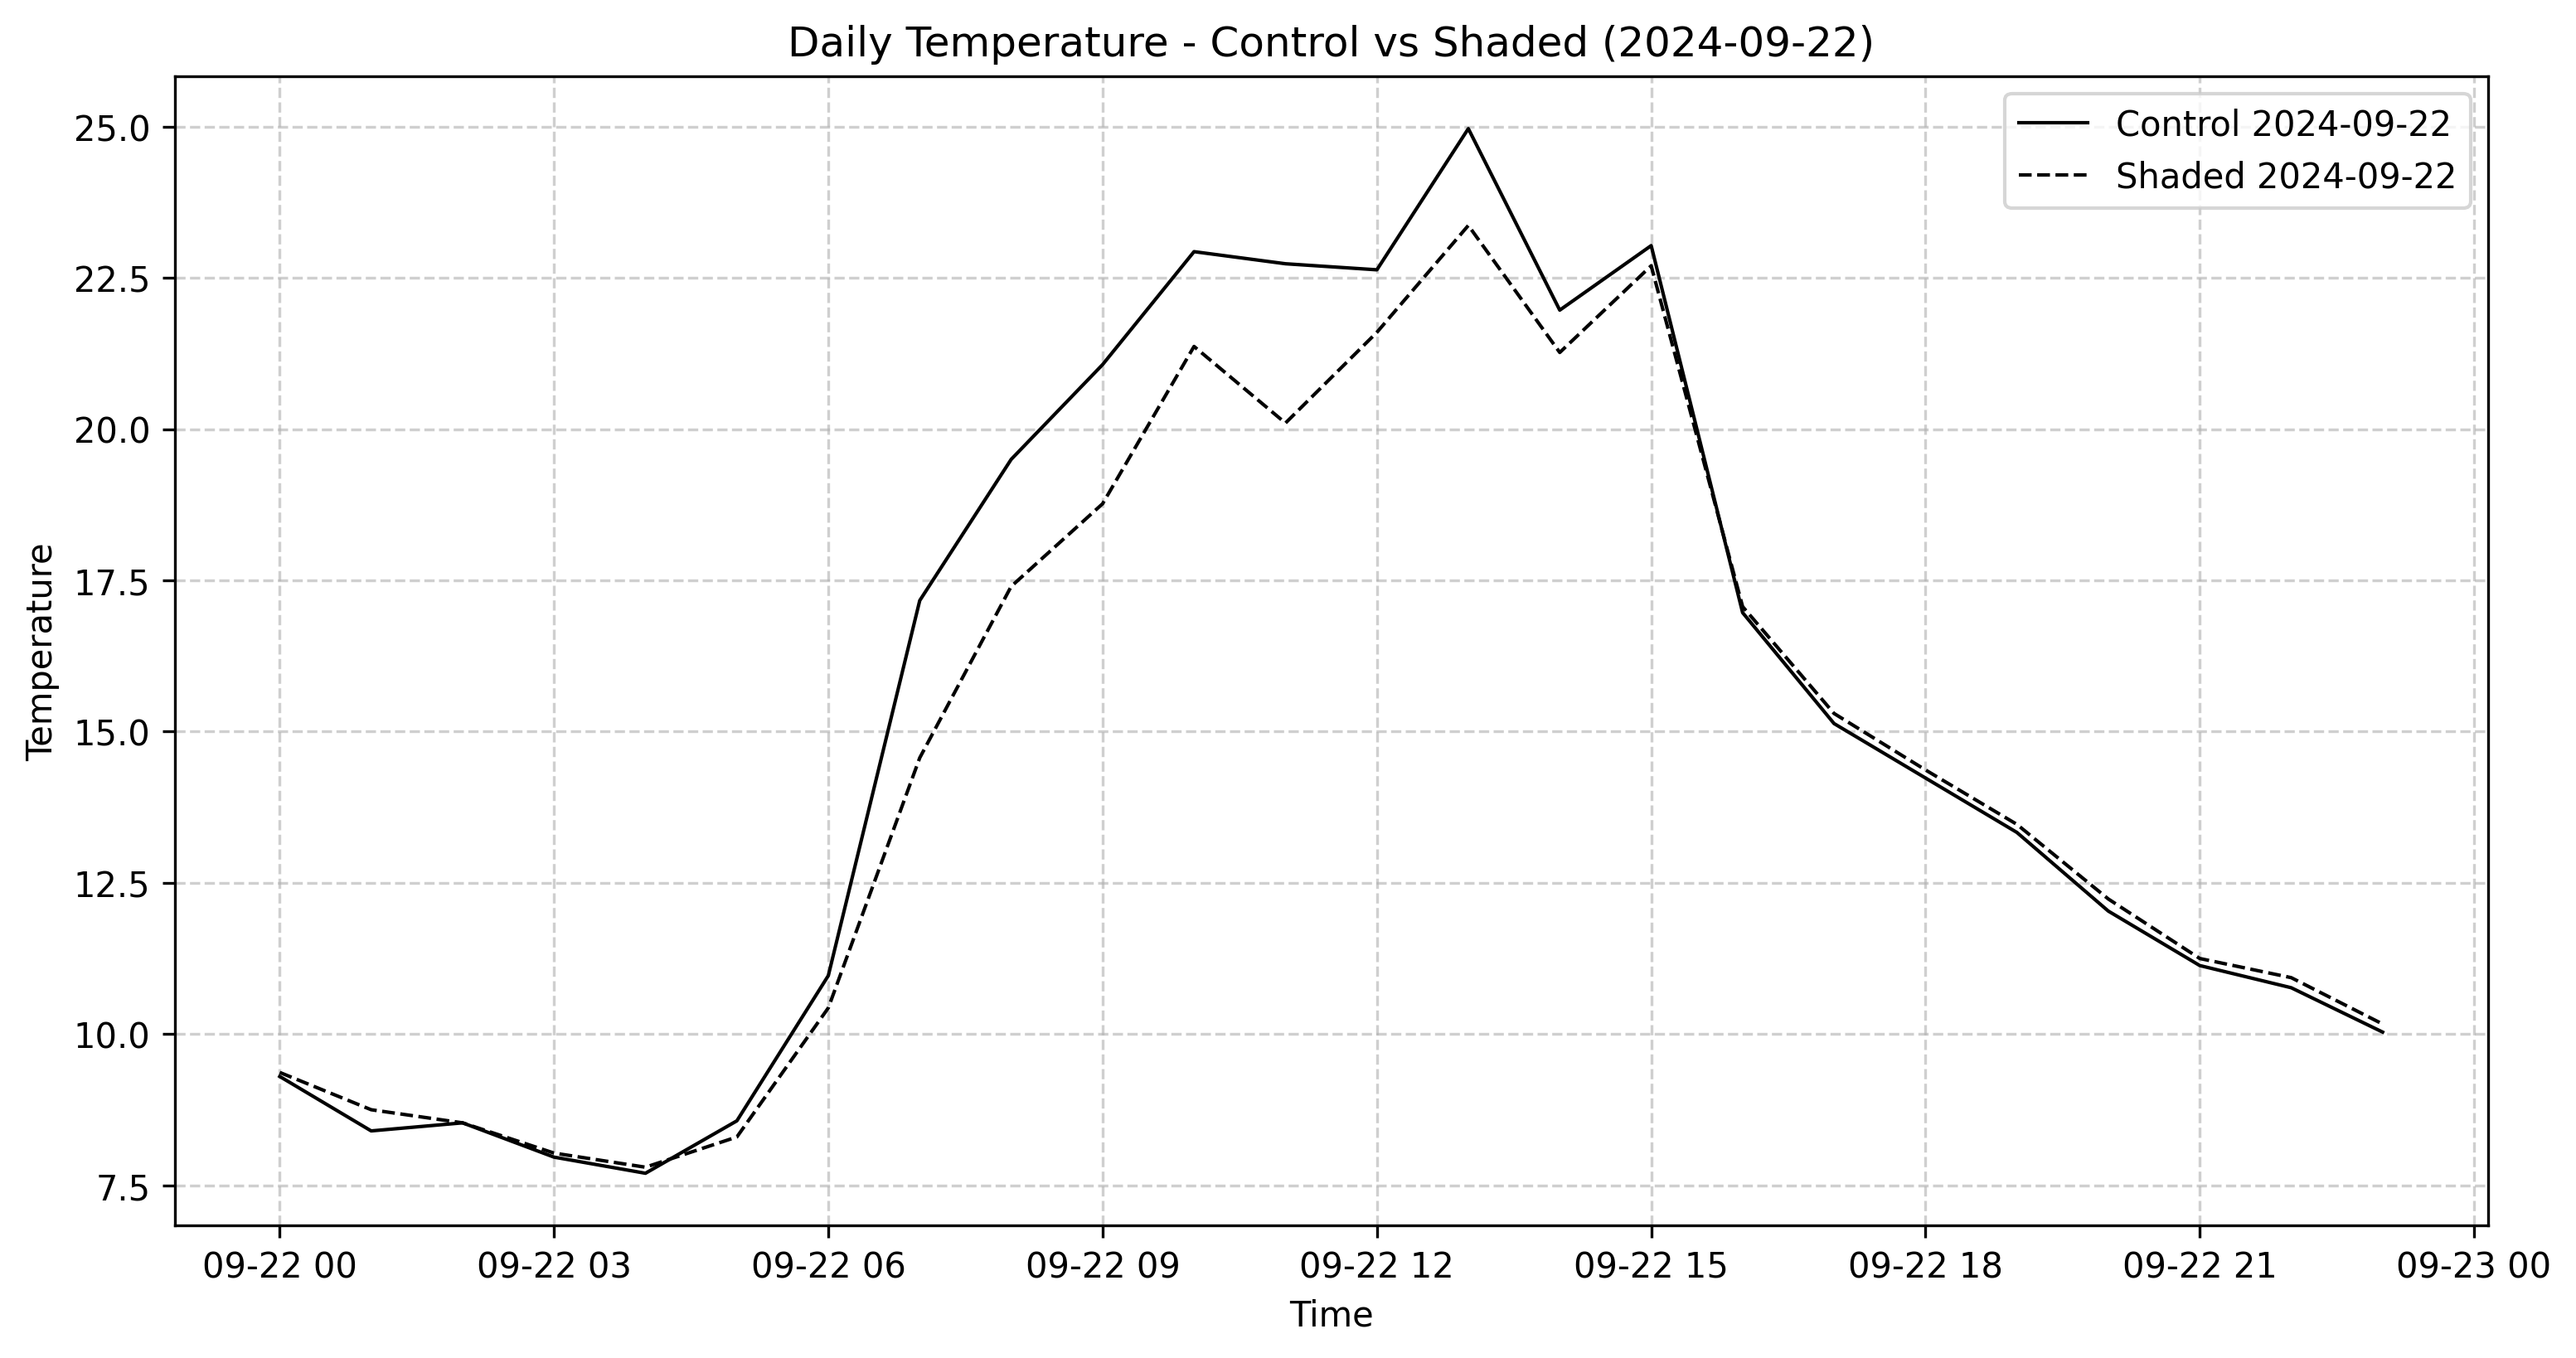 Daily Temperature - Control vs Shaded (2024-09-22)
Control 2024-09-22
Shaded 2024-09-22
Temperature
25.0
22.5
20.0
17.5
15.0
12.5
10.0
7.5
09-22 00 09-22 03 09-22 06 09-22 09 09-22 12 09-22 15 09-22 18 09-22 21 09-23 00
Time